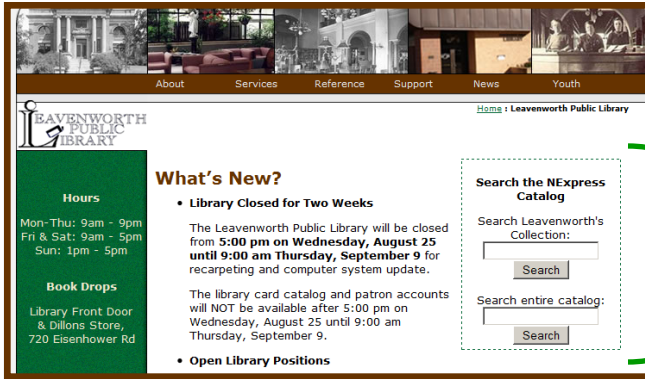 About Services Reference Support News Youth
Home : Leavenworth Public Library
LEAVENWORTH
PUBLIC
LIBRARY
Hours
Mon-Thu: 9am - 9pm
Fri & Sat: 9am - 5pm
Sun: 1pm - 5pm
Book Drops
Library Front Door
& Dillons Store,
720 Eisenhower Rd
What's New?
• Library Closed for Two Weeks
The Leavenworth Public Library will be closed
from 5:00 pm on Wednesday, August 25
until 9:00 am Thursday, September 9 for
recarpeting and computer system update.
The library card catalog and patron accounts
will NOT be available after 5:00 pm on
Wednesday, August 25 until 9:00 am
Thursday, September 9.
• Open Library Positions
Search the NExpress
Catalog
Search Leavenworth's
Collection:
Search
Search entire catalog:
Search